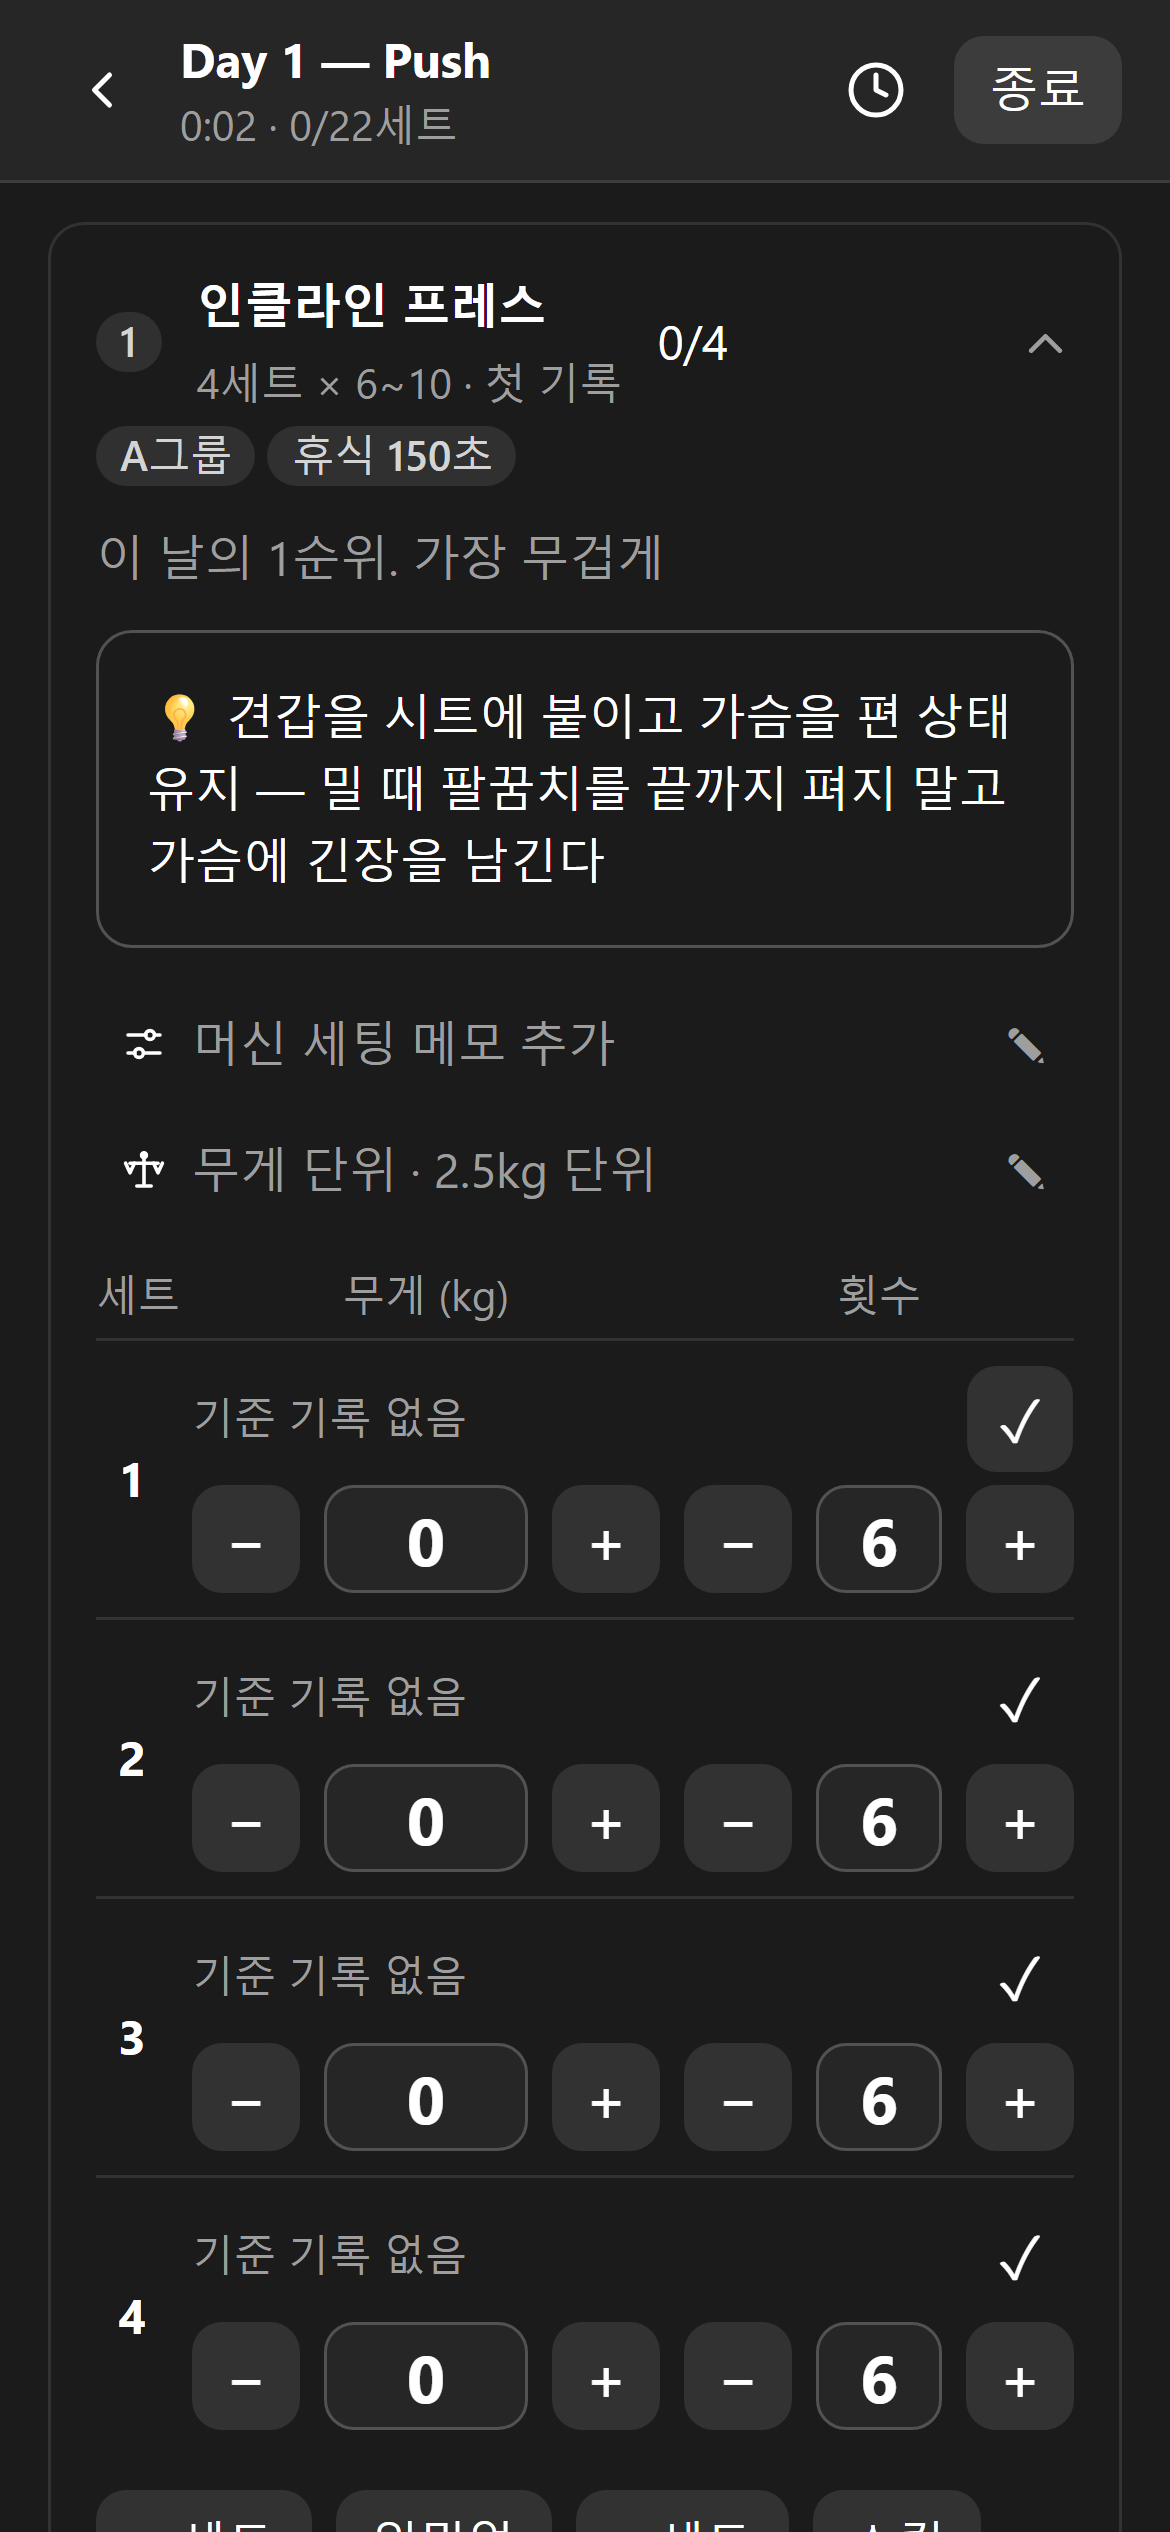 Day 1 — Push
0:02 · 0/22세트
종료
1
인클라인 프레스
4세트 × 6~10 · 첫 기록
0/4
A그룹
휴식 150초
이 날의 1순위. 가장 무겁게
💡 견갑을 시트에 붙이고 가슴을 편 상태
유지 — 밀 때 팔꿈치를 끝까지 펴지 말고
가슴에 긴장을 남긴다
머신 세팅 메모 추가
무게 단위 · 2.5kg 단위
세트 무게 (kg) 횟수
기준 기록 없음 ✓
1
− 0 + − 6 +
기준 기록 없음 ✓
2
− 0 + − 6 +
기준 기록 없음 ✓
3
− 0 + − 6 +
기준 기록 없음 ✓
4
− 0 + − 6 +